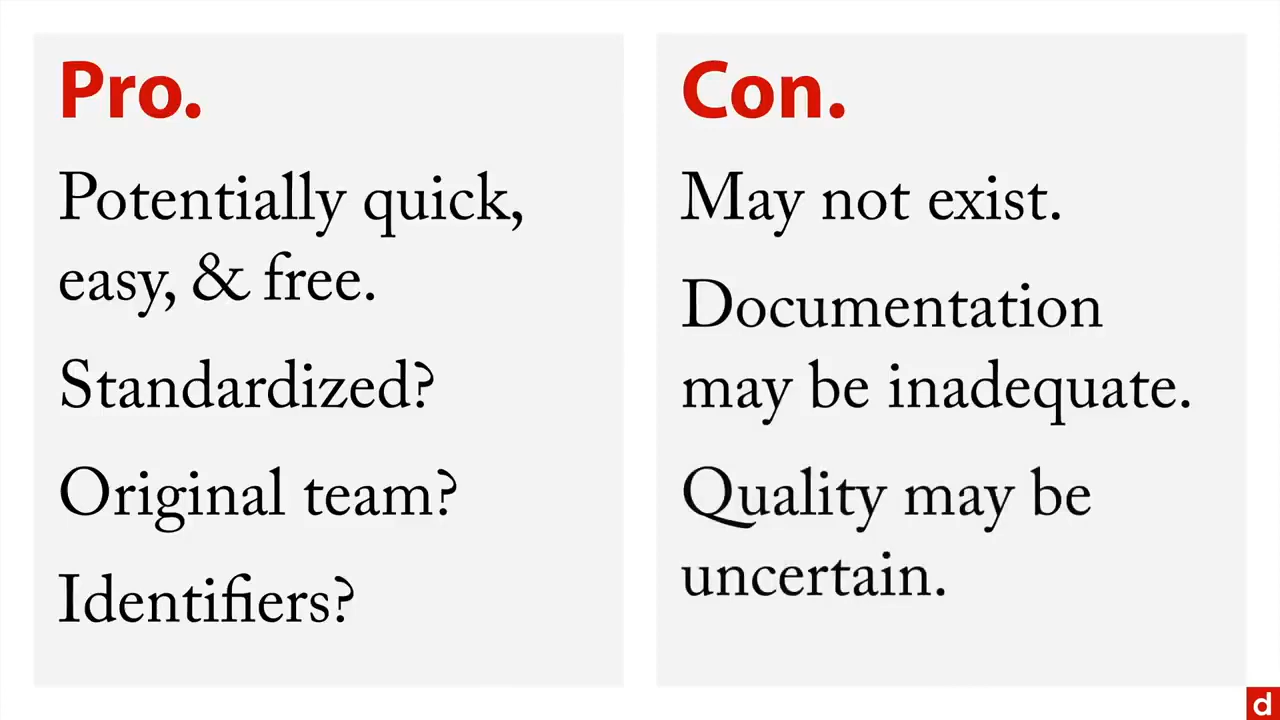 Pro.
Potentially quick,
easy, & free.
Standardized?
Original team?
Identifiers?
Con.
May not exist.
Documentation
may be inadequate.
Quality may be
uncertain.
d